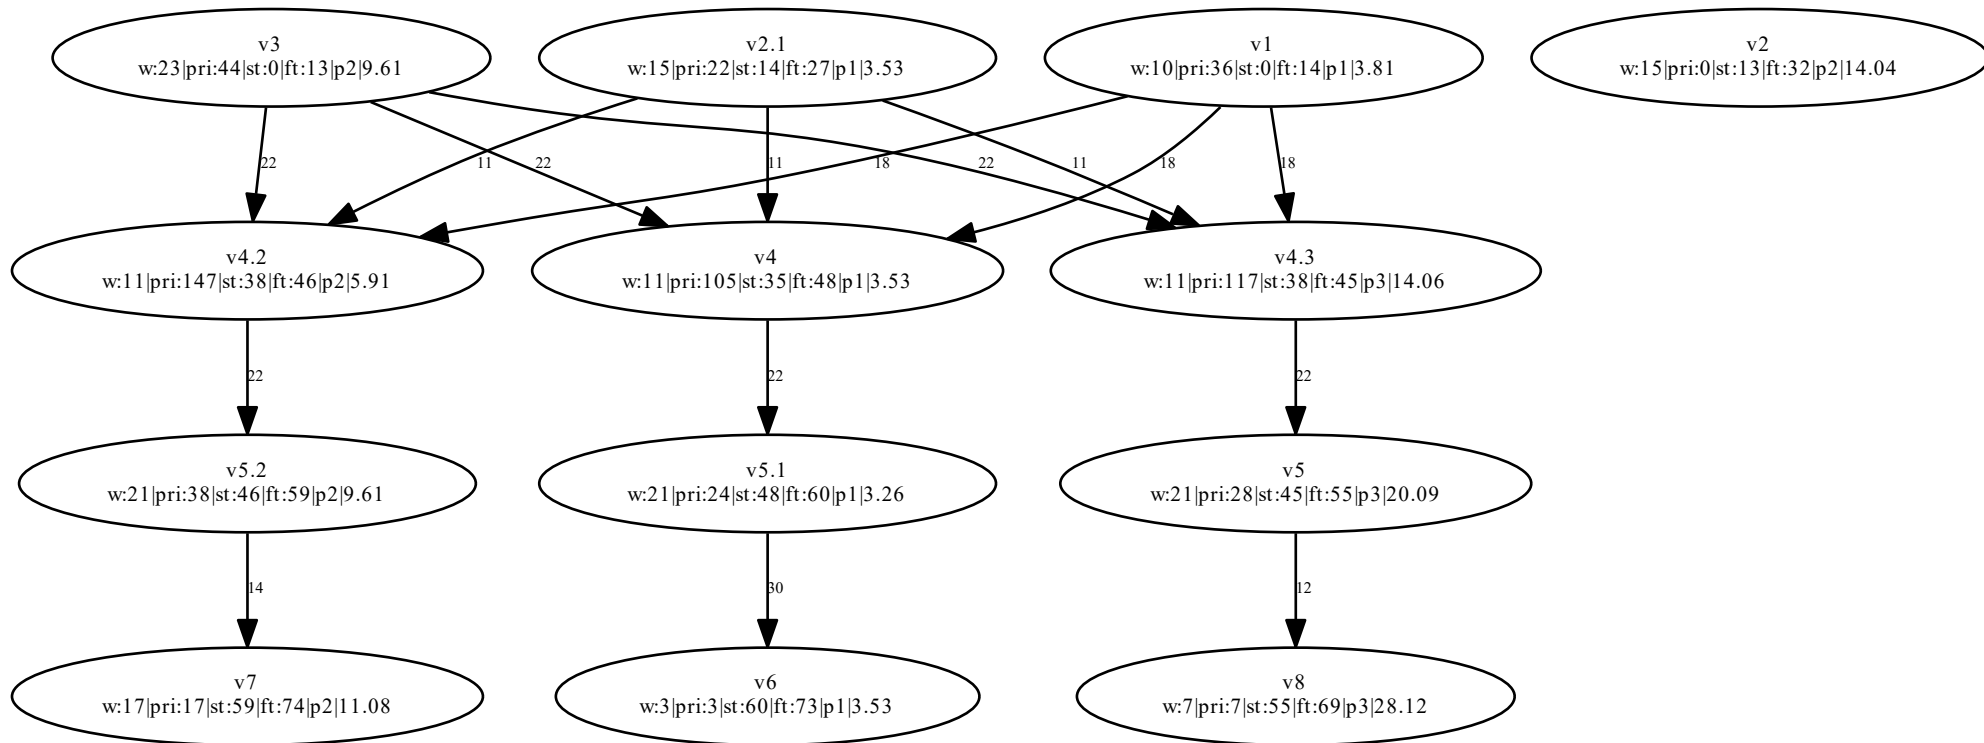 v3
w:23|pri:44|st:0|ft:13|p2|9.61
v2.1
w:15|pri:22|st:14|ft:27|p1|3.53
v1
w:10|pri:36|st:0|ft:14|p1|3.81
v2
w:15|pri:0|st:13|ft:32|p2|14.04
22
11
22
11
18
22
11
18
18
v4.2
w:11|pri:147|st:38|ft:46|p2|5.91
v4
w:11|pri:105|st:35|ft:48|p1|3.53
v4.3
w:11|pri:117|st:38|ft:45|p3|14.06
22
22
22
v5.2
w:21|pri:38|st:46|ft:59|p2|9.61
v5.1
w:21|pri:24|st:48|ft:60|p1|3.26
v5
w:21|pri:28|st:45|ft:55|p3|20.09
14
30
12
v7
w:17|pri:17|st:59|ft:74|p2|11.08
v6
w:3|pri:3|st:60|ft:73|p1|3.53
v8
w:7|pri:7|st:55|ft:69|p3|28.12